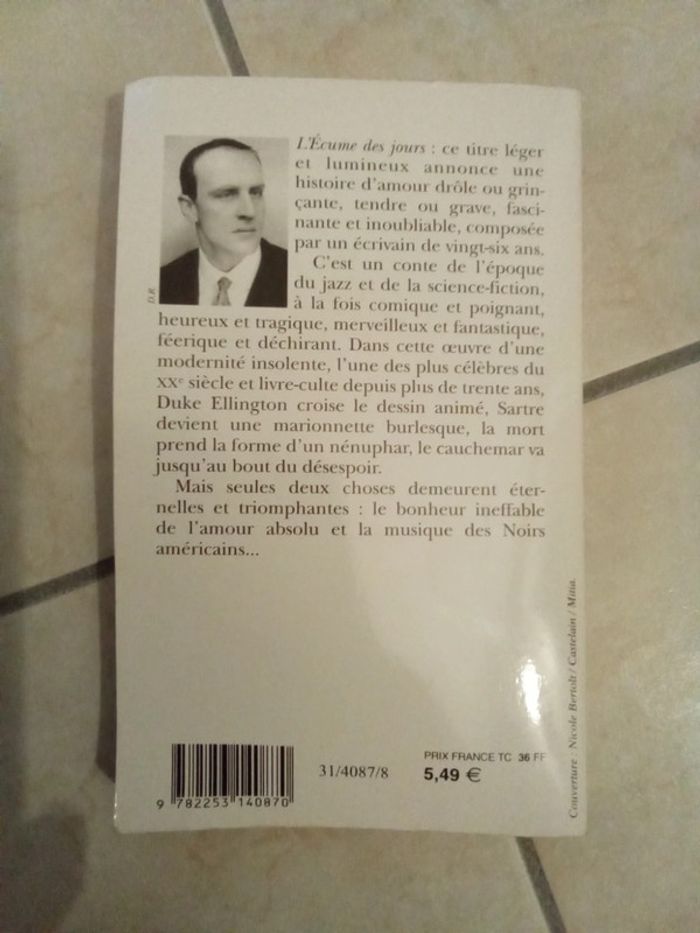 L'Écume des jours : ce titre léger
et lumineux annonce une
histoire d'amour drôle ou grin-
çante, tendre ou grave, fasci-
nante et inoubliable, composée
par un écrivain de vingt-six ans.
C'est un conte de l'époque
du jazz et de la science-fiction,
à la fois comique et poignant,
heureux et tragique, merveilleux et fantastique,
féerique et déchirant. Dans cette œuvre d'une
modernité insolente, l'une des plus célèbres du
XXe siècle et livre-culte depuis plus de trente ans,
Duke Ellington croise le dessin animé, Sartre
devient une marionnette burlesque, la mort
prend la forme d'un nénuphar, le cauchemar va
jusqu'au bout du désespoir.
Mais seules deux choses demeurent éter-
nelles et triomphantes : le bonheur ineffable
de l'amour absolu et la musique des Noirs
américains...
D.R.
Couverture : Nicole Bertolt / Castelain / Mitia.
9 782253 140870
31/4087/8
PRIX FRANCE TC 36 FF
5,49 €